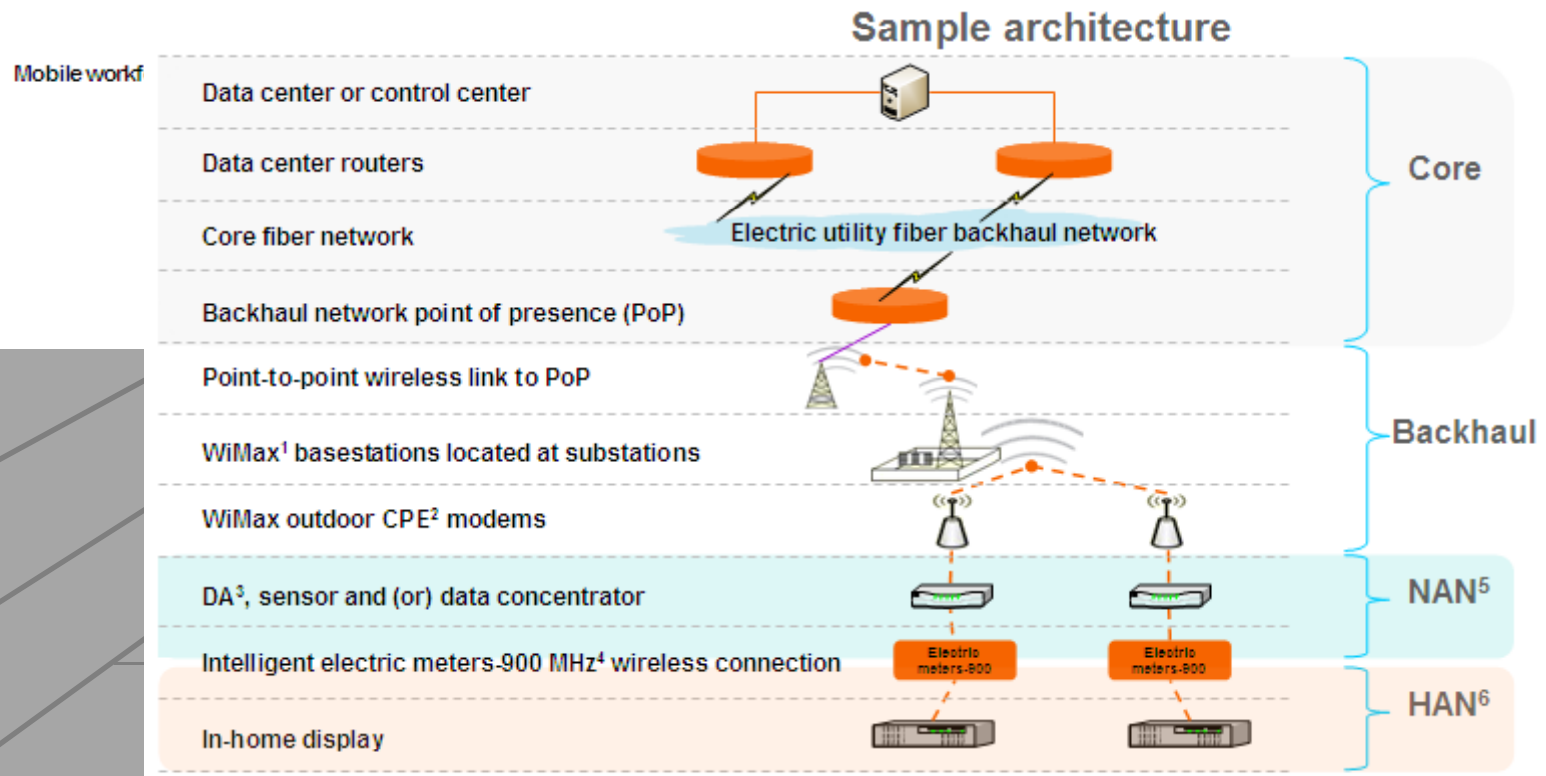 Sample architecture
Mobile workf
Data center or control center
Data center routers
Core
Core fiber network
Electric utility fiber backhaul network
Backhaul network point of presence (PoP)
Point-to-point wireless link to PoP
WiMax¹ basestations located at substations
Backhaul
WiMax outdoor CPE² modems
DA³, sensor and (or) data concentrator
NAN⁵
Intelligent electric meters-900 MHz⁴ wireless connection
Electric
meters-900
Electric
meters-900
HAN⁶
In-home display